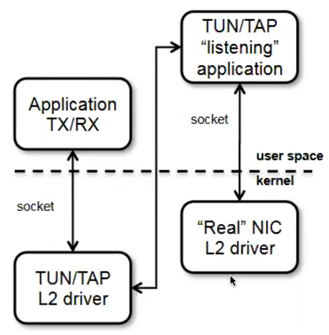 TUN/TAP
“listening”
application
Application
TX/RX
socket
user space
kernel
socket
“Real” NIC
L2 driver
TUN/TAP
L2 driver